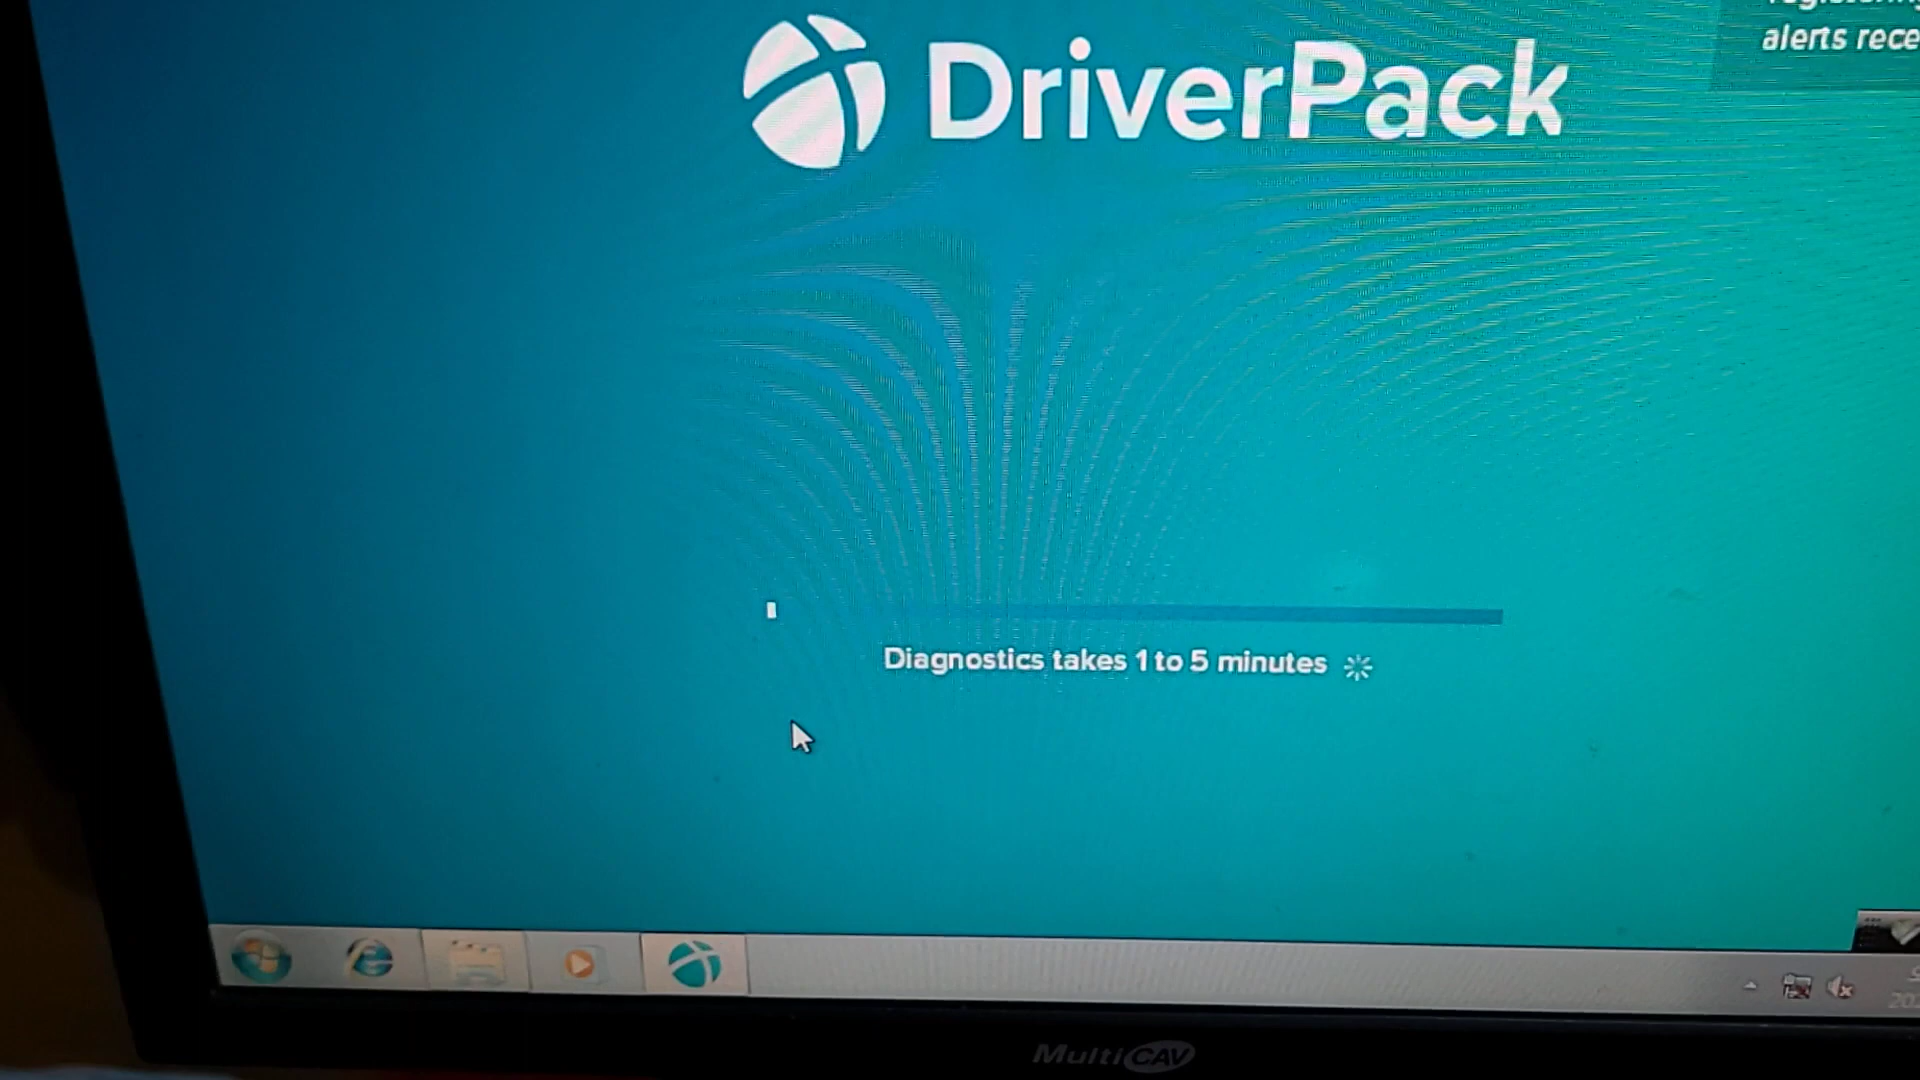 alerts rece
DriverPack
Diagnostics takes 1 to 5 minutes
MultiCAV